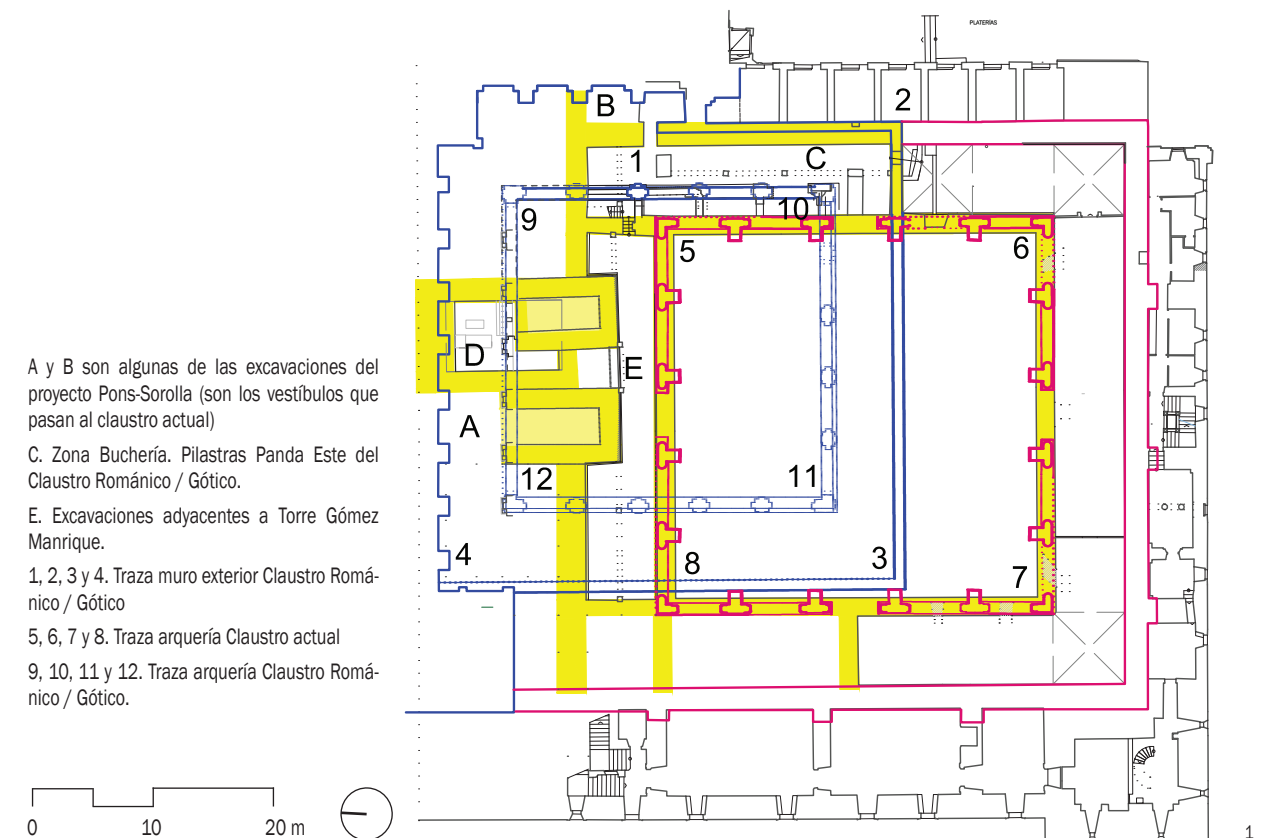 PLATERÍAS
B
2
1
C
9
10
5
6
D
E
A
12
11
4
8
3
7
A y B son algunas de las excavaciones del
proyecto Pons-Sorolla (son los vestíbulos que
pasan al claustro actual)
C. Zona Buchería. Pilastras Panda Este del
Claustro Románico / Gótico.
E. Excavaciones adyacentes a Torre Gómez
Manrique.
1, 2, 3 y 4. Traza muro exterior Claustro Romá-
nico / Gótico
5, 6, 7 y 8. Traza arquería Claustro actual
9, 10, 11 y 12. Traza arquería Claustro Romá-
nico / Gótico.
0 10 20 m
1